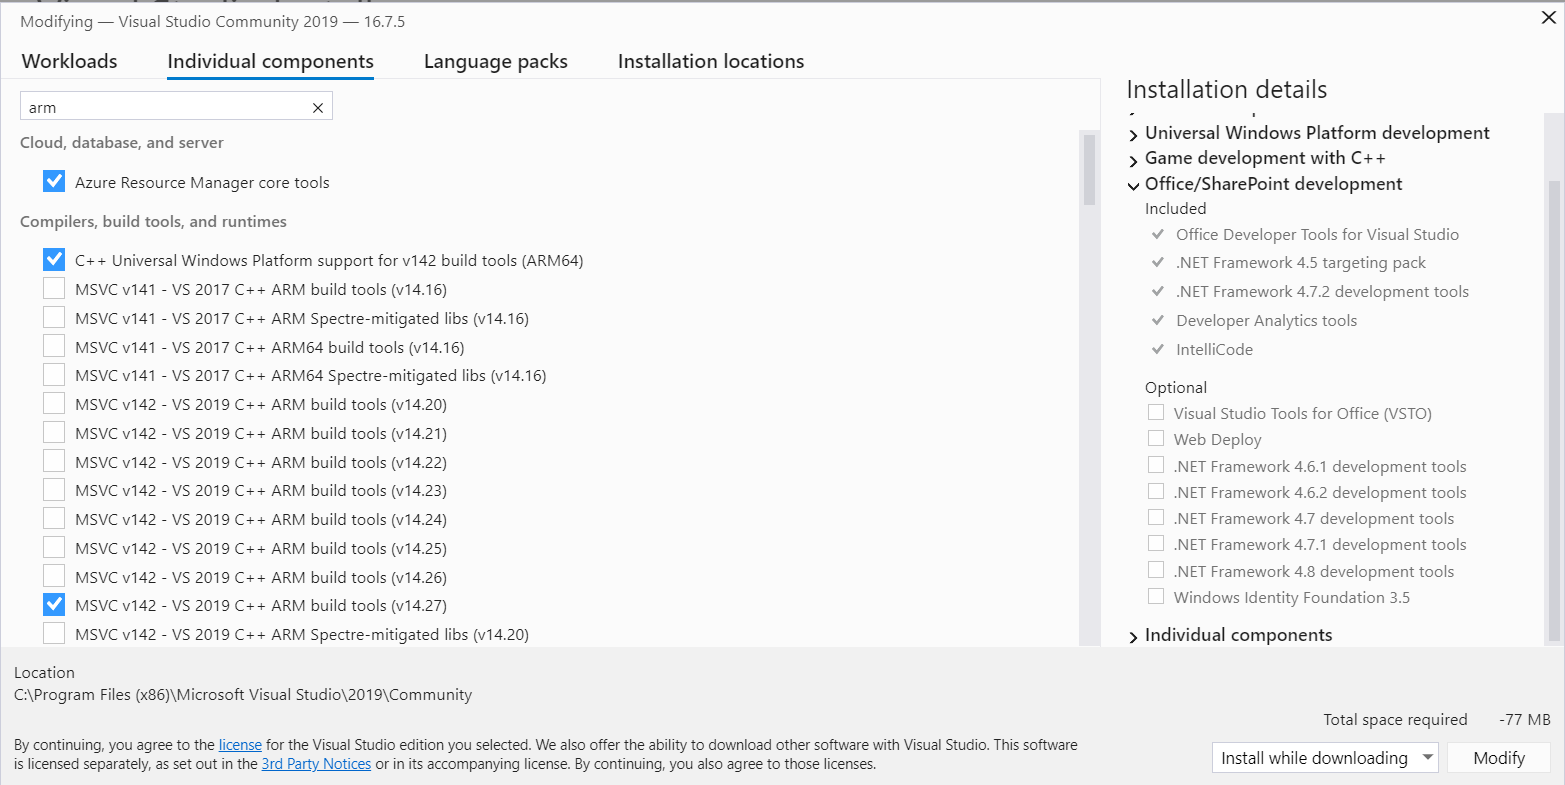 Modifying — Visual Studio Community 2019 — 16.7.5
Workloads
Individual components
Language packs
Installation locations
arm
Cloud, database, and server
Azure Resource Manager core tools
Compilers, build tools, and runtimes
C++ Universal Windows Platform support for v142 build tools (ARM64)
MSVC v141 - VS 2017 C++ ARM build tools (v14.16)
MSVC v141 - VS 2017 C++ ARM Spectre-mitigated libs (v14.16)
MSVC v141 - VS 2017 C++ ARM64 build tools (v14.16)
MSVC v141 - VS 2017 C++ ARM64 Spectre-mitigated libs (v14.16)
MSVC v142 - VS 2019 C++ ARM build tools (v14.20)
MSVC v142 - VS 2019 C++ ARM build tools (v14.21)
MSVC v142 - VS 2019 C++ ARM build tools (v14.22)
MSVC v142 - VS 2019 C++ ARM build tools (v14.23)
MSVC v142 - VS 2019 C++ ARM build tools (v14.24)
MSVC v142 - VS 2019 C++ ARM build tools (v14.25)
MSVC v142 - VS 2019 C++ ARM build tools (v14.26)
MSVC v142 - VS 2019 C++ ARM build tools (v14.27)
MSVC v142 - VS 2019 C++ ARM Spectre-mitigated libs (v14.20)
Installation details
Universal Windows Platform development
Game development with C++
Office/SharePoint development
Included
Office Developer Tools for Visual Studio
.NET Framework 4.5 targeting pack
.NET Framework 4.7.2 development tools
Developer Analytics tools
IntelliCode
Optional
Visual Studio Tools for Office (VSTO)
Web Deploy
.NET Framework 4.6.1 development tools
.NET Framework 4.6.2 development tools
.NET Framework 4.7 development tools
.NET Framework 4.7.1 development tools
.NET Framework 4.8 development tools
Windows Identity Foundation 3.5
Individual components
Location
C:\Program Files (x86)\Microsoft Visual Studio\2019\Community
Total space required -77 MB
By continuing, you agree to the license for the Visual Studio edition you selected. We also offer the ability to download other software with Visual Studio. This software
is licensed separately, as set out in the 3rd Party Notices or in its accompanying license. By continuing, you also agree to those licenses.
Install while downloading
Modify